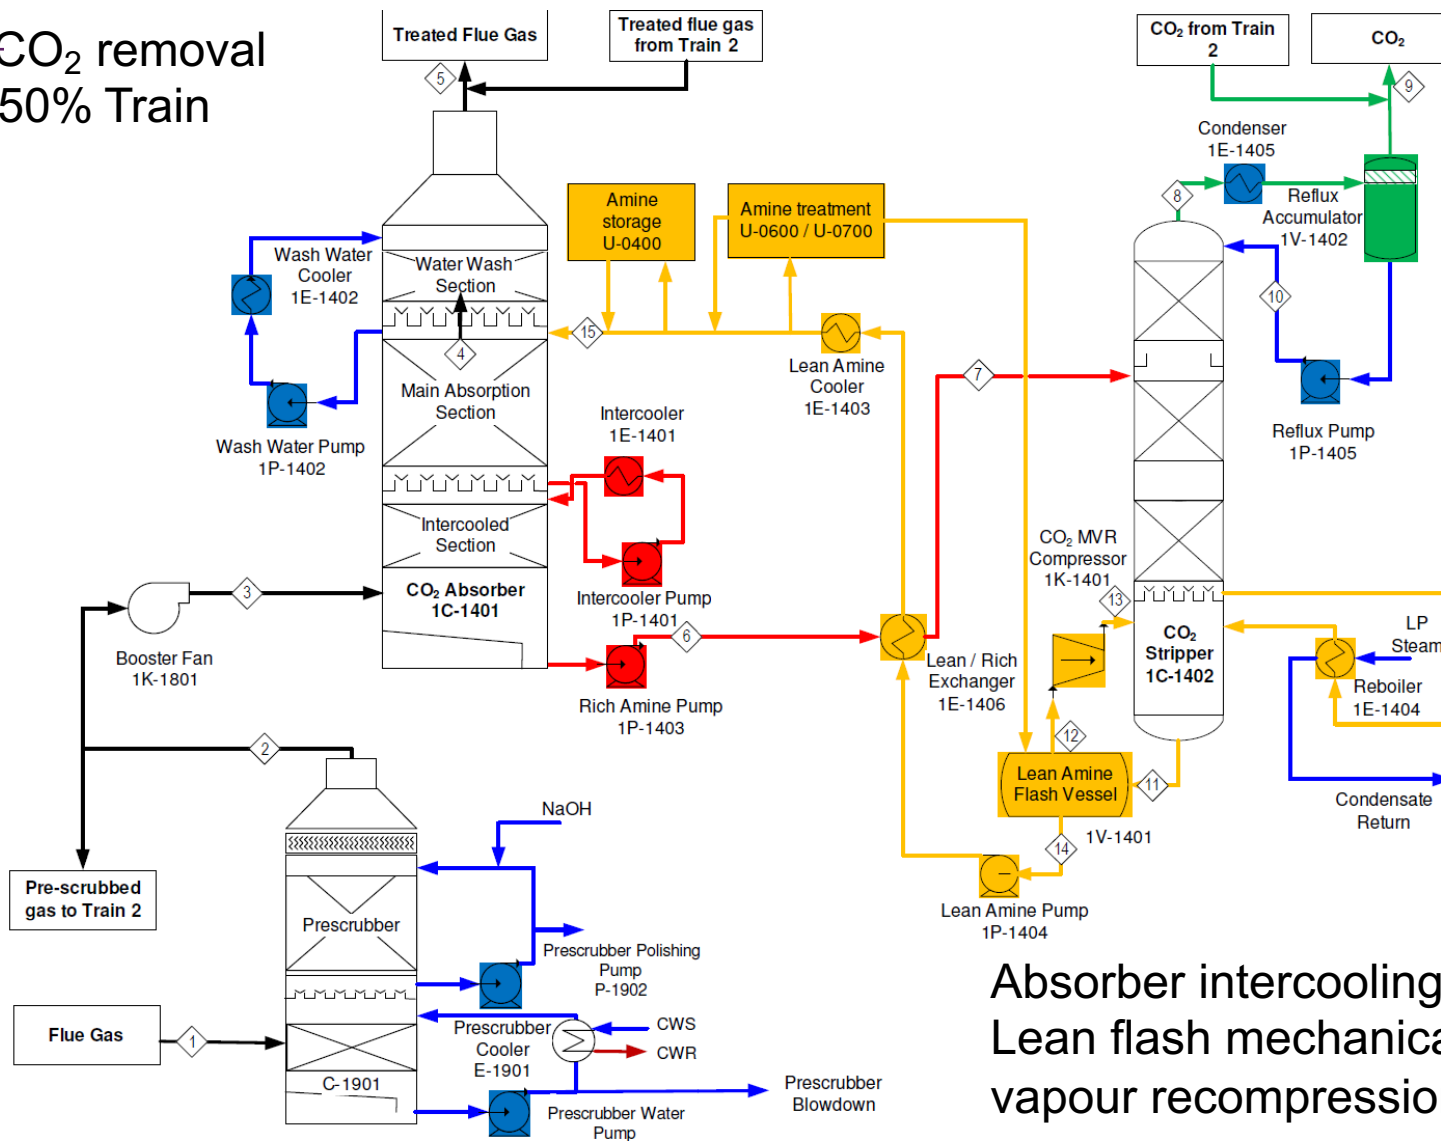 CO₂ removal
50% Train
Treated Flue Gas
Treated flue gas
from Train 2
CO₂ from Train
2
CO₂
5
9
Condenser
1E-1405
8
Reflux
Accumulator
1V-1402
Amine
storage
U-0400
Amine treatment
U-0600 / U-0700
Wash Water
Cooler
1E-1402
Water Wash
Section
10
15
4
Lean Amine
Cooler
1E-1403
7
Main Absorption
Section
Intercooler
1E-1401
Wash Water Pump
1P-1402
Reflux Pump
1P-1405
Intercooled
Section
CO₂ MVR
Compressor
1K-1401
3
CO₂ Absorber
1C-1401
Intercooler Pump
1P-1401
13
6
CO₂
Stripper
1C-1402
LP
Steam
Booster Fan
1K-1801
Lean / Rich
Exchanger
1E-1406
Reboiler
1E-1404
Rich Amine Pump
1P-1403
2
12
Lean Amine
Flash Vessel
11
Condensate
Return
NaOH
14
1V-1401
Pre-scrubbed
gas to Train 2
Prescrubber
Lean Amine Pump
1P-1404
Prescrubber Polishing
Pump
P-1902
Flue Gas
1
Prescrubber
Cooler
E-1901
CWS
CWR
C-1901
Prescrubber
Blowdown
Prescrubber Water
Pump
Absorber intercooling
Lean flash mechanica
vapour recompressio